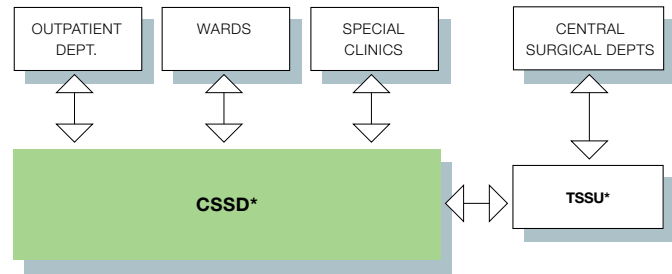 OUTPATIENT
DEPT.
WARDS
SPECIAL
CLINICS
CENTRAL
SURGICAL DEPTS
CSSD*
TSSU*